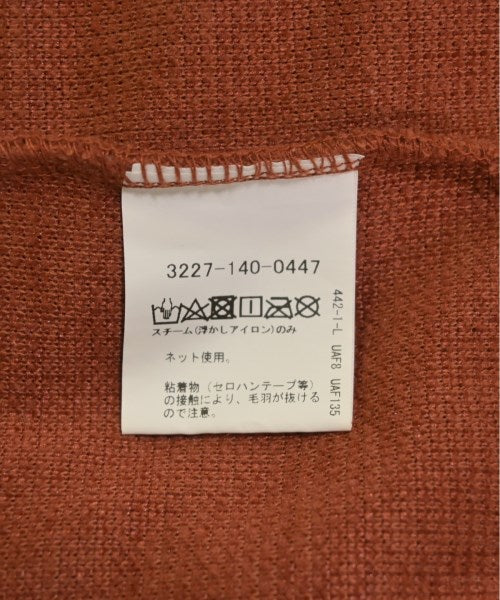 3227-140-0447
スチーム(浮かしアイロン)のみ
ネット使用。
粘着物（セロハンテープ等）
の接触により、毛羽が抜ける
ので注意。
442-1-L UAF8 UAF135